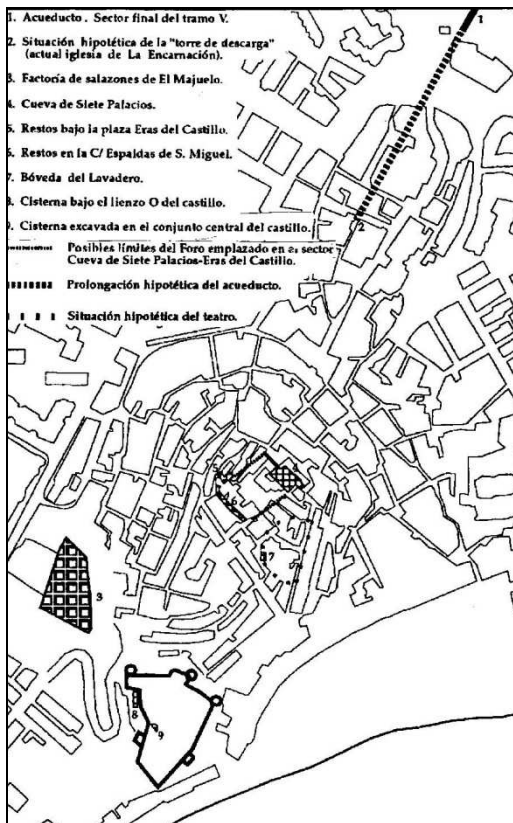 1. Acueducto. Sector final del tramo V.
2. Situación hipotética de la "torre de descarga"
(actual iglesia de La Encarnación).
3. Factoría de salazones de El Majuelo.
4. Cueva de Siete Palacios.
5. Restos bajo la plaza Eras del Castillo.
6. Restos en la C/ Espaldas de S. Miguel.
7. Bóveda del Lavadero.
8. Cisterna bajo el lienzo O del castillo.
9. Cisterna excavada en el conjunto central del castillo.
Posibles límites del Foro emplazado en el sector
Cueva de Siete Palacios-Eras del Castillo.
Prolongación hipotética del acueducto.
Situación hipotética del teatro.
1
2
5
4
6
7
3
8
9